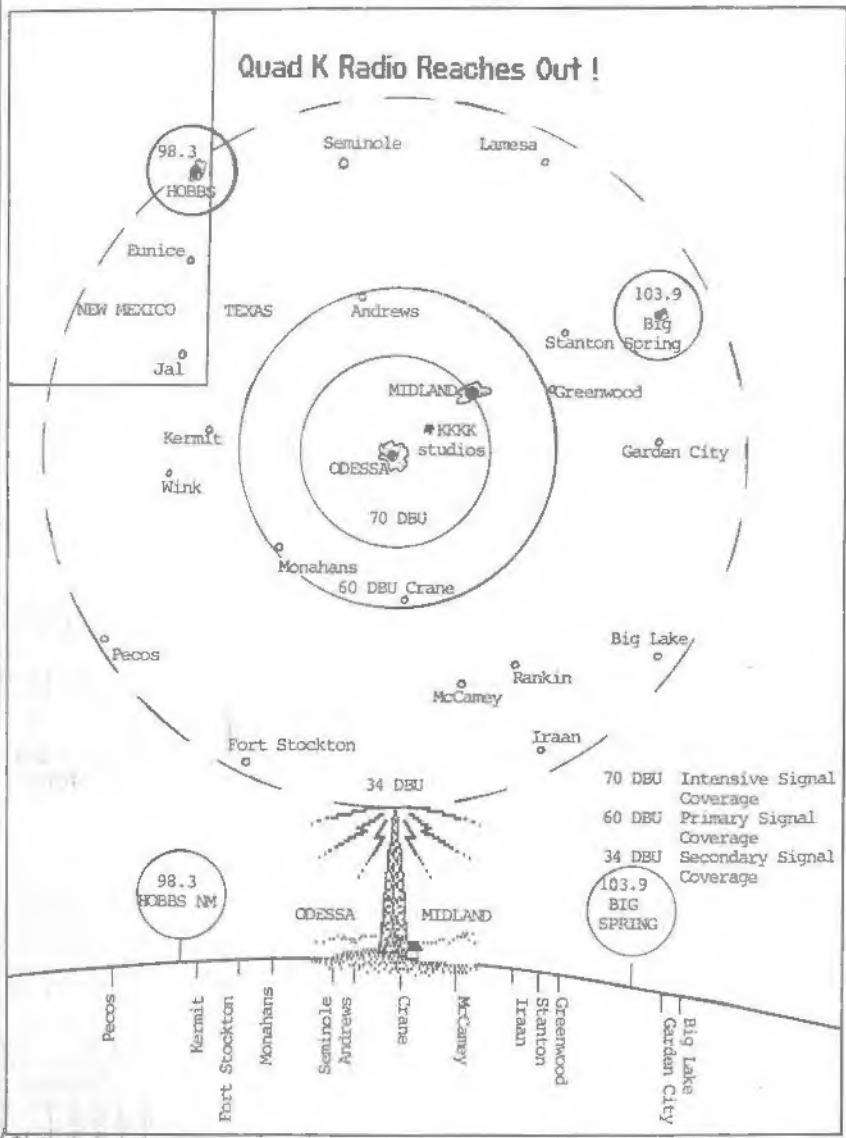 Quad K Radio Reaches Out !
Seminole
Lamesa
98.3
HOBBS
Eunice
NEW MEXICO
TEXAS
Andrews
103.9
Big
Spring
Stanton
Jal
MIDLAND
Greenwood
Kermit
KKKK
studios
Garden City
ODESSA
Wink
70 DBU
Monahans
60 DBU
Crane
Pecos
Big Lake
Rankin
McCamey
Fort Stockton
Iraan
34 DBU
70 DBU Intensive Signal
Coverage
60 DBU Primary Signal
Coverage
34 DBU Secondary Signal
Coverage
98.3
HOBBS NM
ODESSA
MIDLAND
103.9
BIG
SPRING
Pecos
Kermit
Fort Stockton
Monahans
Seminole
Andrews
Crane
McCamey
Iraan
Stanton
Greenwood
Garden City
Big Lake